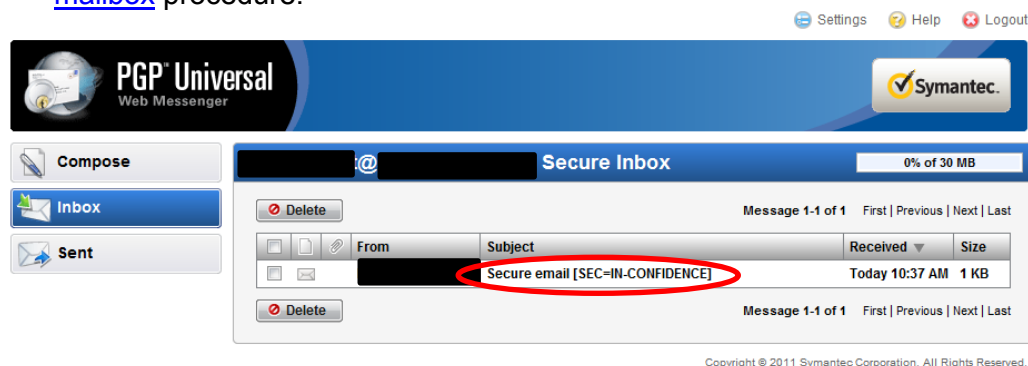 mailbox procedure.
Settings Help Logout
PGP™ Universal
Web Messenger
Symantec.
Compose
@ Secure Inbox 0% of 30 MB
Inbox
Delete Message 1-1 of 1 First | Previous | Next | Last
Sent
From Subject Received Size
Secure email [SEC=IN-CONFIDENCE] Today 10:37 AM 1 KB
Delete Message 1-1 of 1 First | Previous | Next | Last
Copyright © 2011 Symantec Corporation. All Rights Reserved.